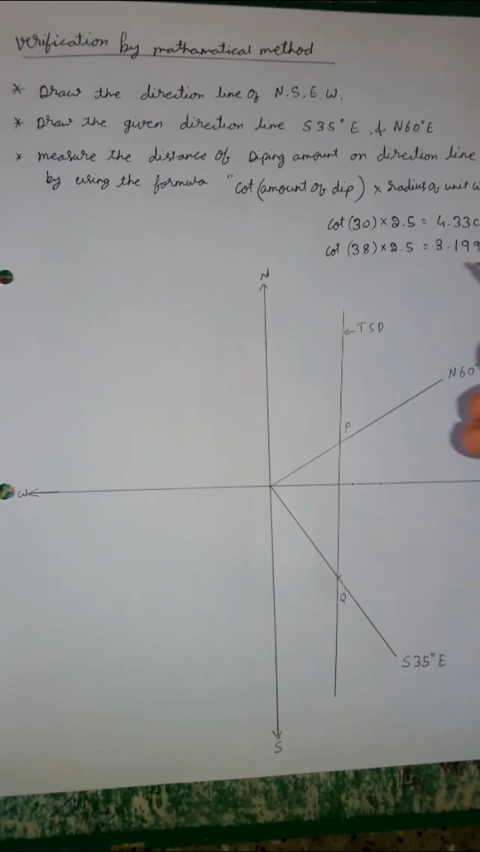 verification by mathamatical method
* Draw the direction line of N.S.E.W.
* Draw the given direction line S35°E & N60°E
* measure the distance of Diping amount on direction line
by using the formula "cot(amount of dip) × radius of unit
cot (30) × 2.5 = 4.33c
cot (38) × 2.5 = 3.199
N
TSD
N60°
P
W
Q
S35°E
S